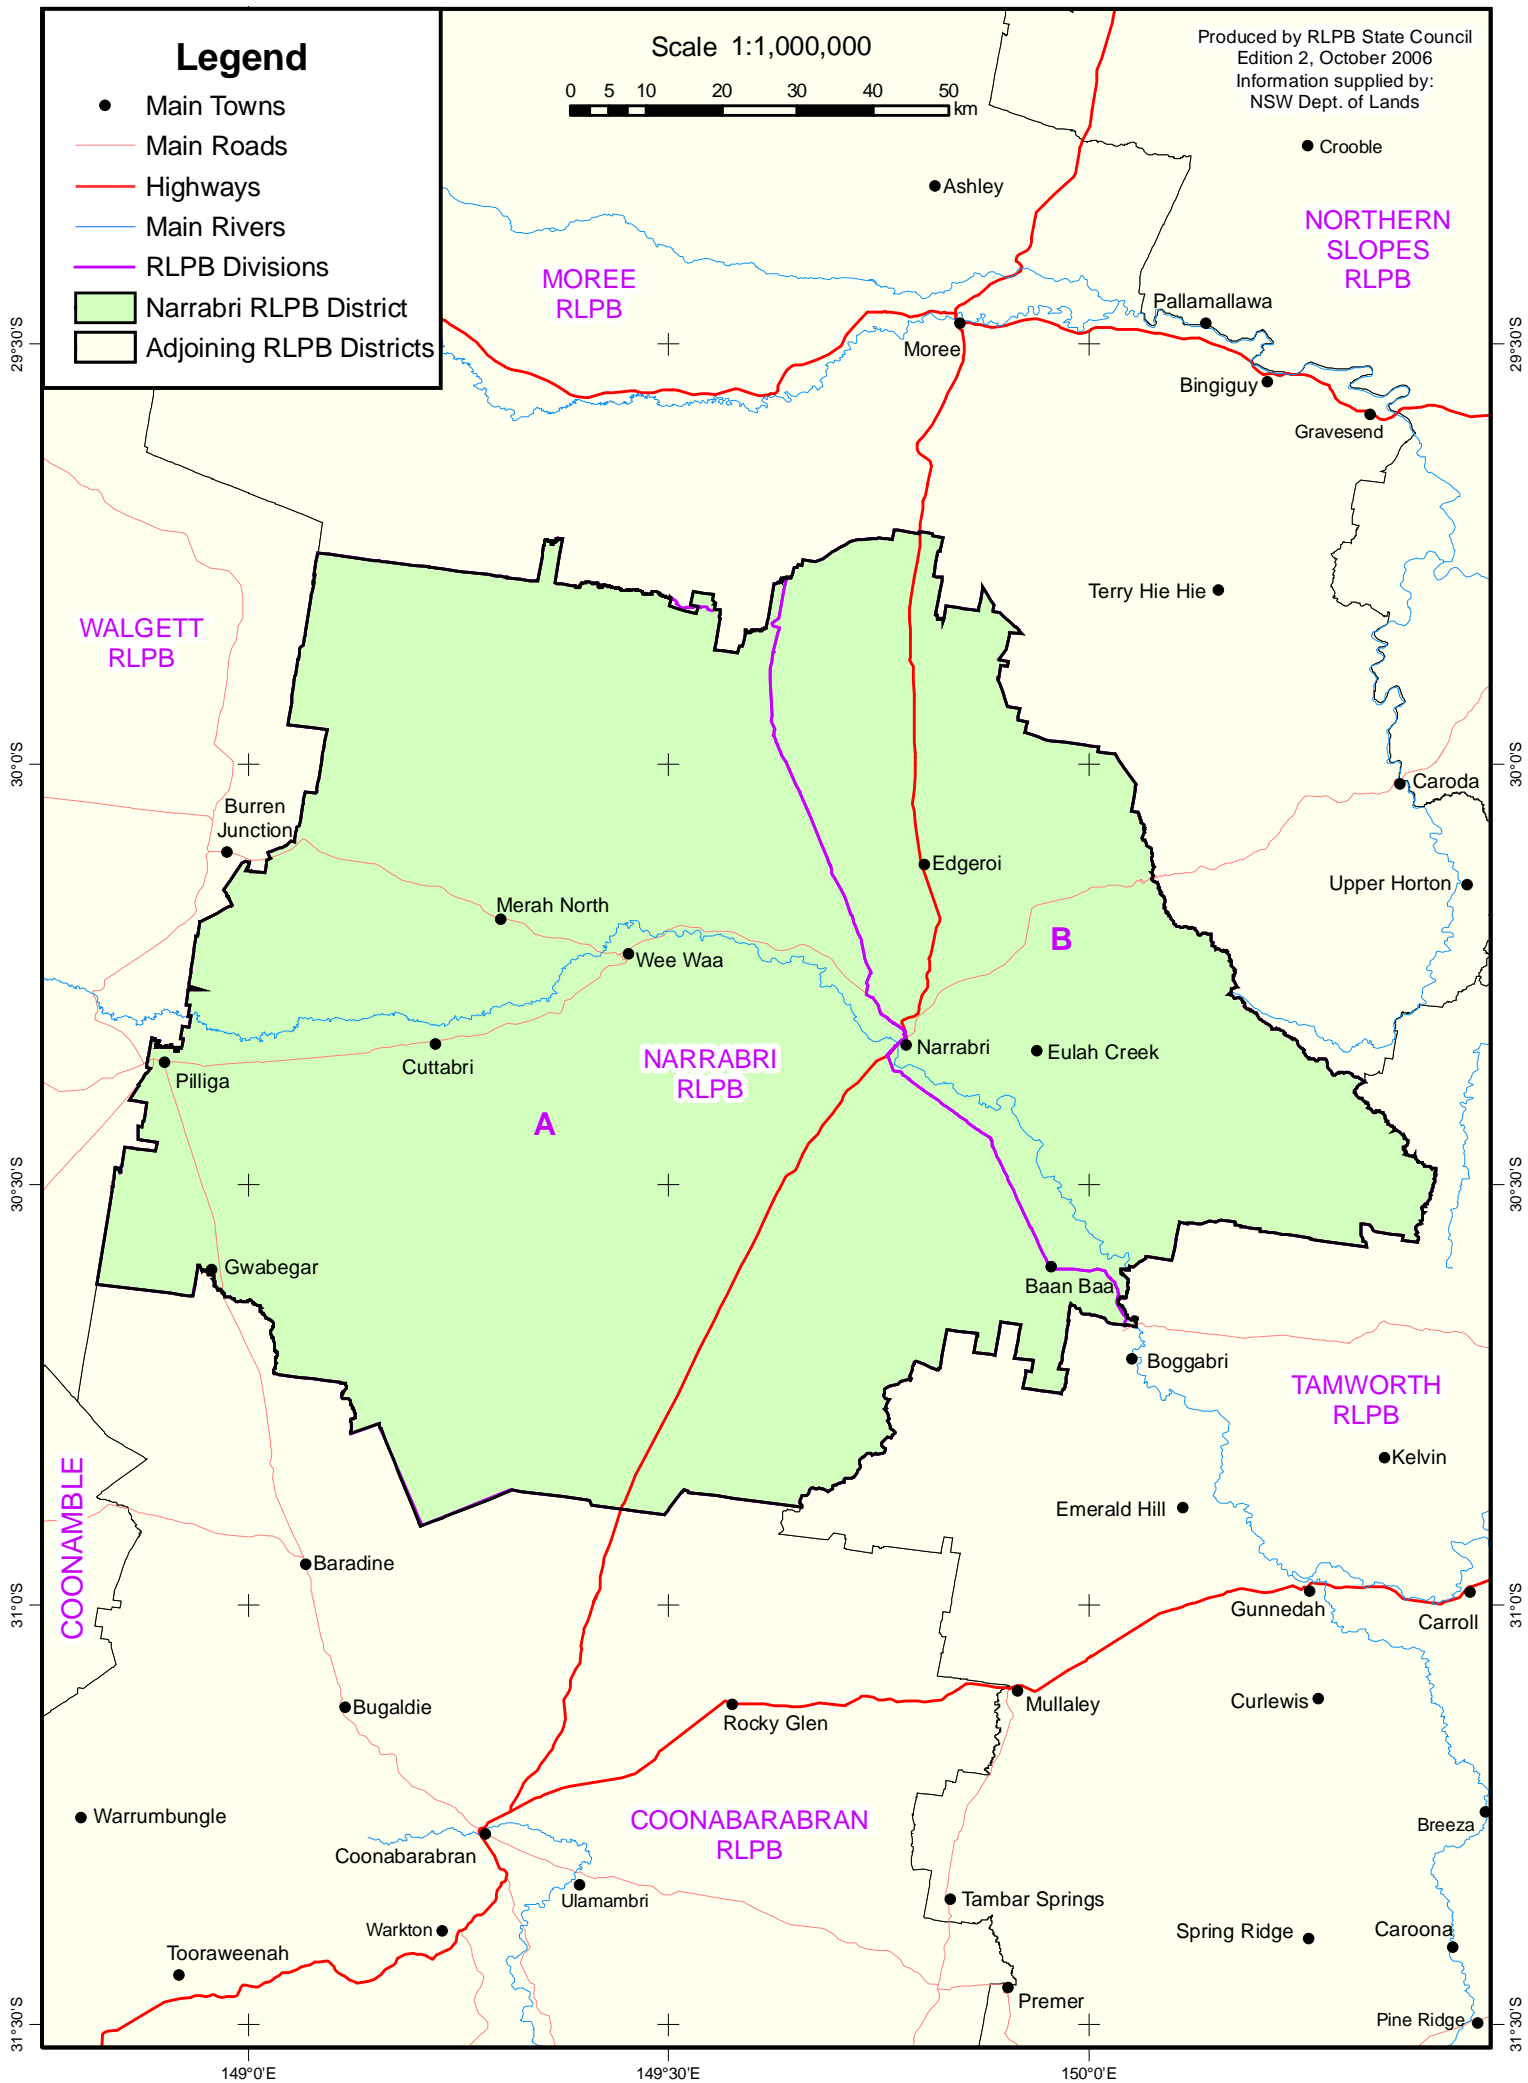 Legend
Main Towns
Main Roads
Highways
Main Rivers
RLPB Divisions
Narrabri RLPB District
Adjoining RLPB Districts
Scale 1:1,000,000
0 5 10 20 30 40 50
km
Produced by RLPB State Council
Edition 2, October 2006
Information supplied by:
NSW Dept. of Lands
Crooble
Ashley
NORTHERN
SLOPES
RLPB
MOREE
RLPB
Pallamallawa
Moree
29°30'S
29°30'S
Bingiguy
Gravesend
Terry Hie Hie
WALGETT
RLPB
30°0'S
30°0'S
Caroda
Burren
Junction
Edgeroi
Upper Horton
Merah North
B
Wee Waa
Narrabri
Eulah Creek
Cuttabri
NARRABRI
RLPB
Pilliga
A
30°30'S
30°30'S
Gwabegar
Baan Baa
Boggabri
TAMWORTH
RLPB
Kelvin
Emerald Hill
COONAMBLE
Baradine
31°0'S
31°0'S
Gunnedah
Carroll
Bugaldie
Rocky Glen
Mullaley
Curlewis
Warrumbungle
COONABARABRAN
RLPB
Breeza
Coonabarabran
Ulamambri
Tambar Springs
Warkton
Spring Ridge
Caroona
Tooraweenah
Premer
Pine Ridge
31°30'S
31°30'S
149°0'E
149°30'E
150°0'E